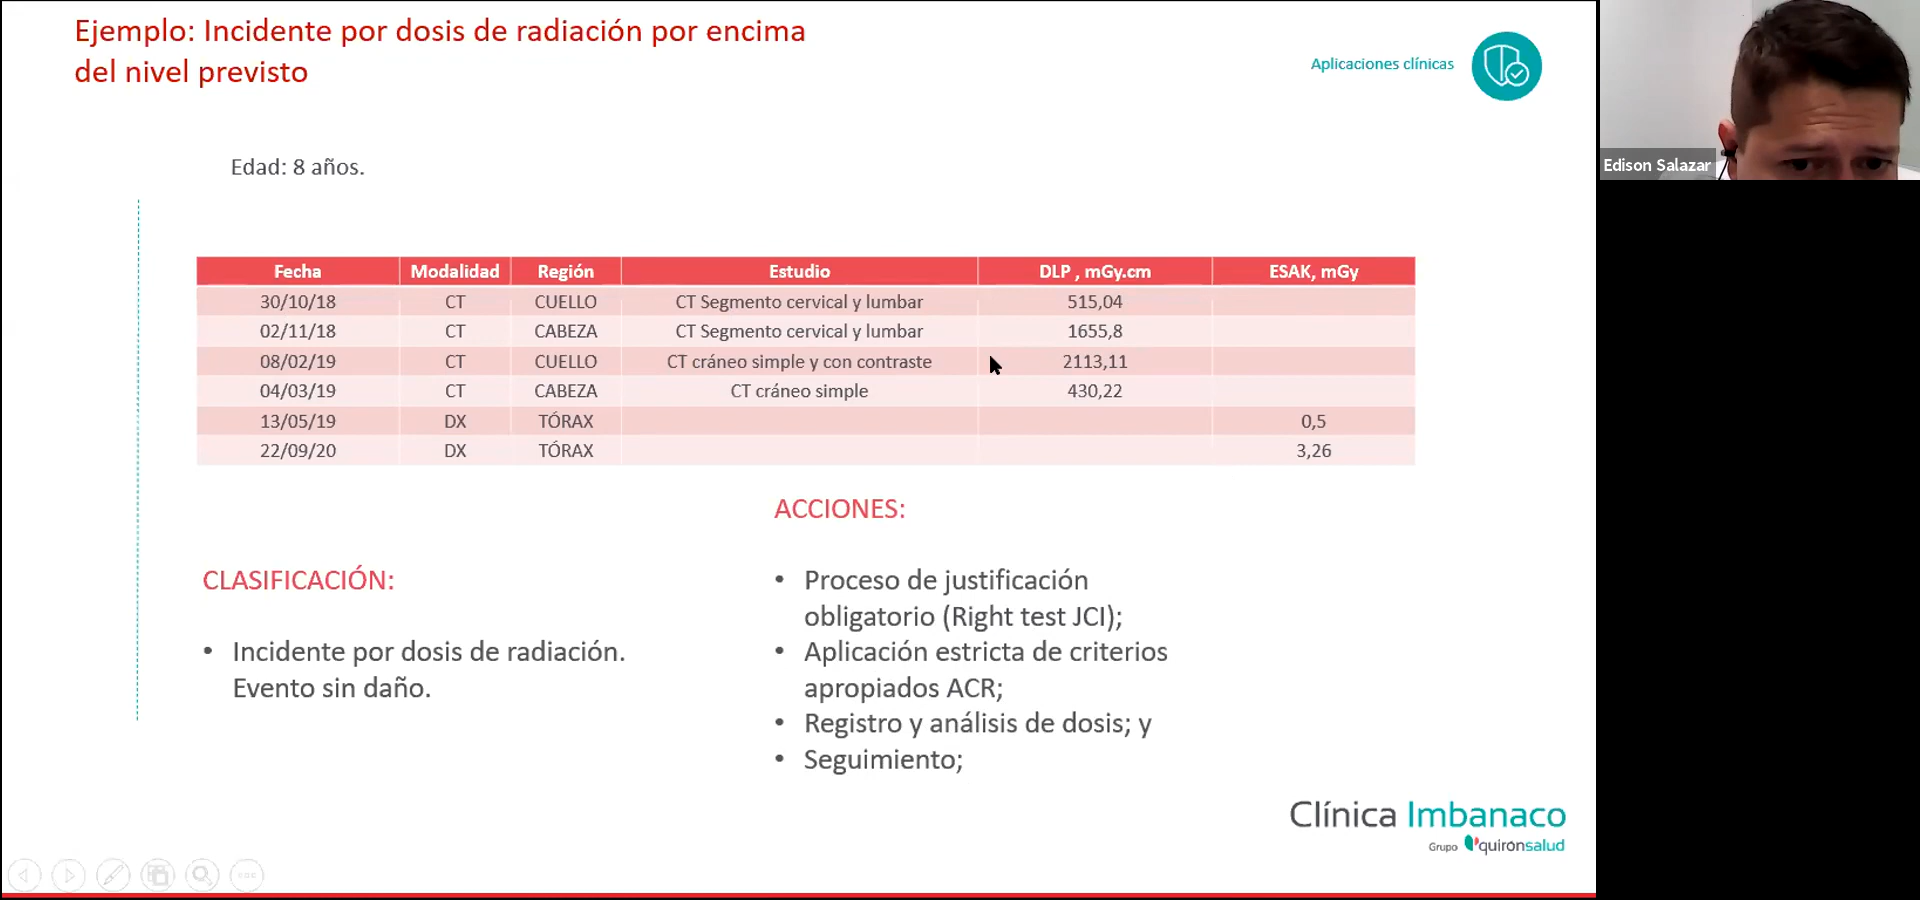 Ejemplo: Incidente por dosis de radiación por encima
del nivel previsto
Aplicaciones clínicas
Edison Salazar
Edad: 8 años.
Fecha Modalidad Región Estudio DLP , mGy.cm ESAK, mGy
30/10/18 CT CUELLO CT Segmento cervical y lumbar 515,04
02/11/18 CT CABEZA CT Segmento cervical y lumbar 1655,8
08/02/19 CT CUELLO CT cráneo simple y con contraste 2113,11
04/03/19 CT CABEZA CT cráneo simple 430,22
13/05/19 DX TÓRAX 0,5
22/09/20 DX TÓRAX 3,26
CLASIFICACIÓN:
• Incidente por dosis de radiación.
Evento sin daño.
ACCIONES:
• Proceso de justificación
obligatorio (Right test JCI);
• Aplicación estricta de criterios
apropiados ACR;
• Registro y análisis de dosis; y
• Seguimiento;
Clínica Imbanaco
Grupo quirónsalud